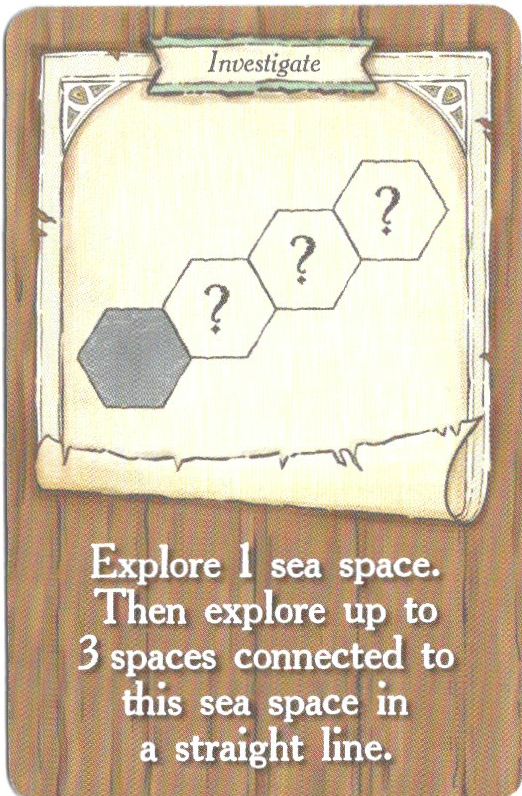 Investigate
?
?
?
Explore 1 sea space.
Then explore up to
3 spaces connected to
this sea space in
a straight line.